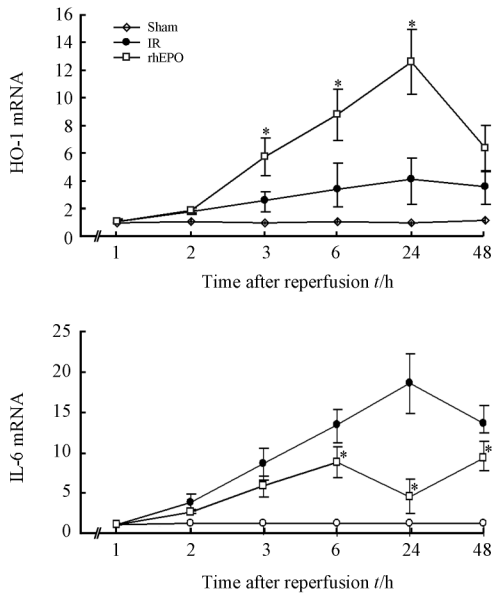 Sham
IR
rhEPO
HO-1 mRNA
16
14
12
10
8
6
4
2
0
*
*
*
1 2 3 6 24 48
Time after reperfusion t/h
IL-6 mRNA
25
20
15
10
5
0
*
*
*
1 2 3 6 24 48
Time after reperfusion t/h